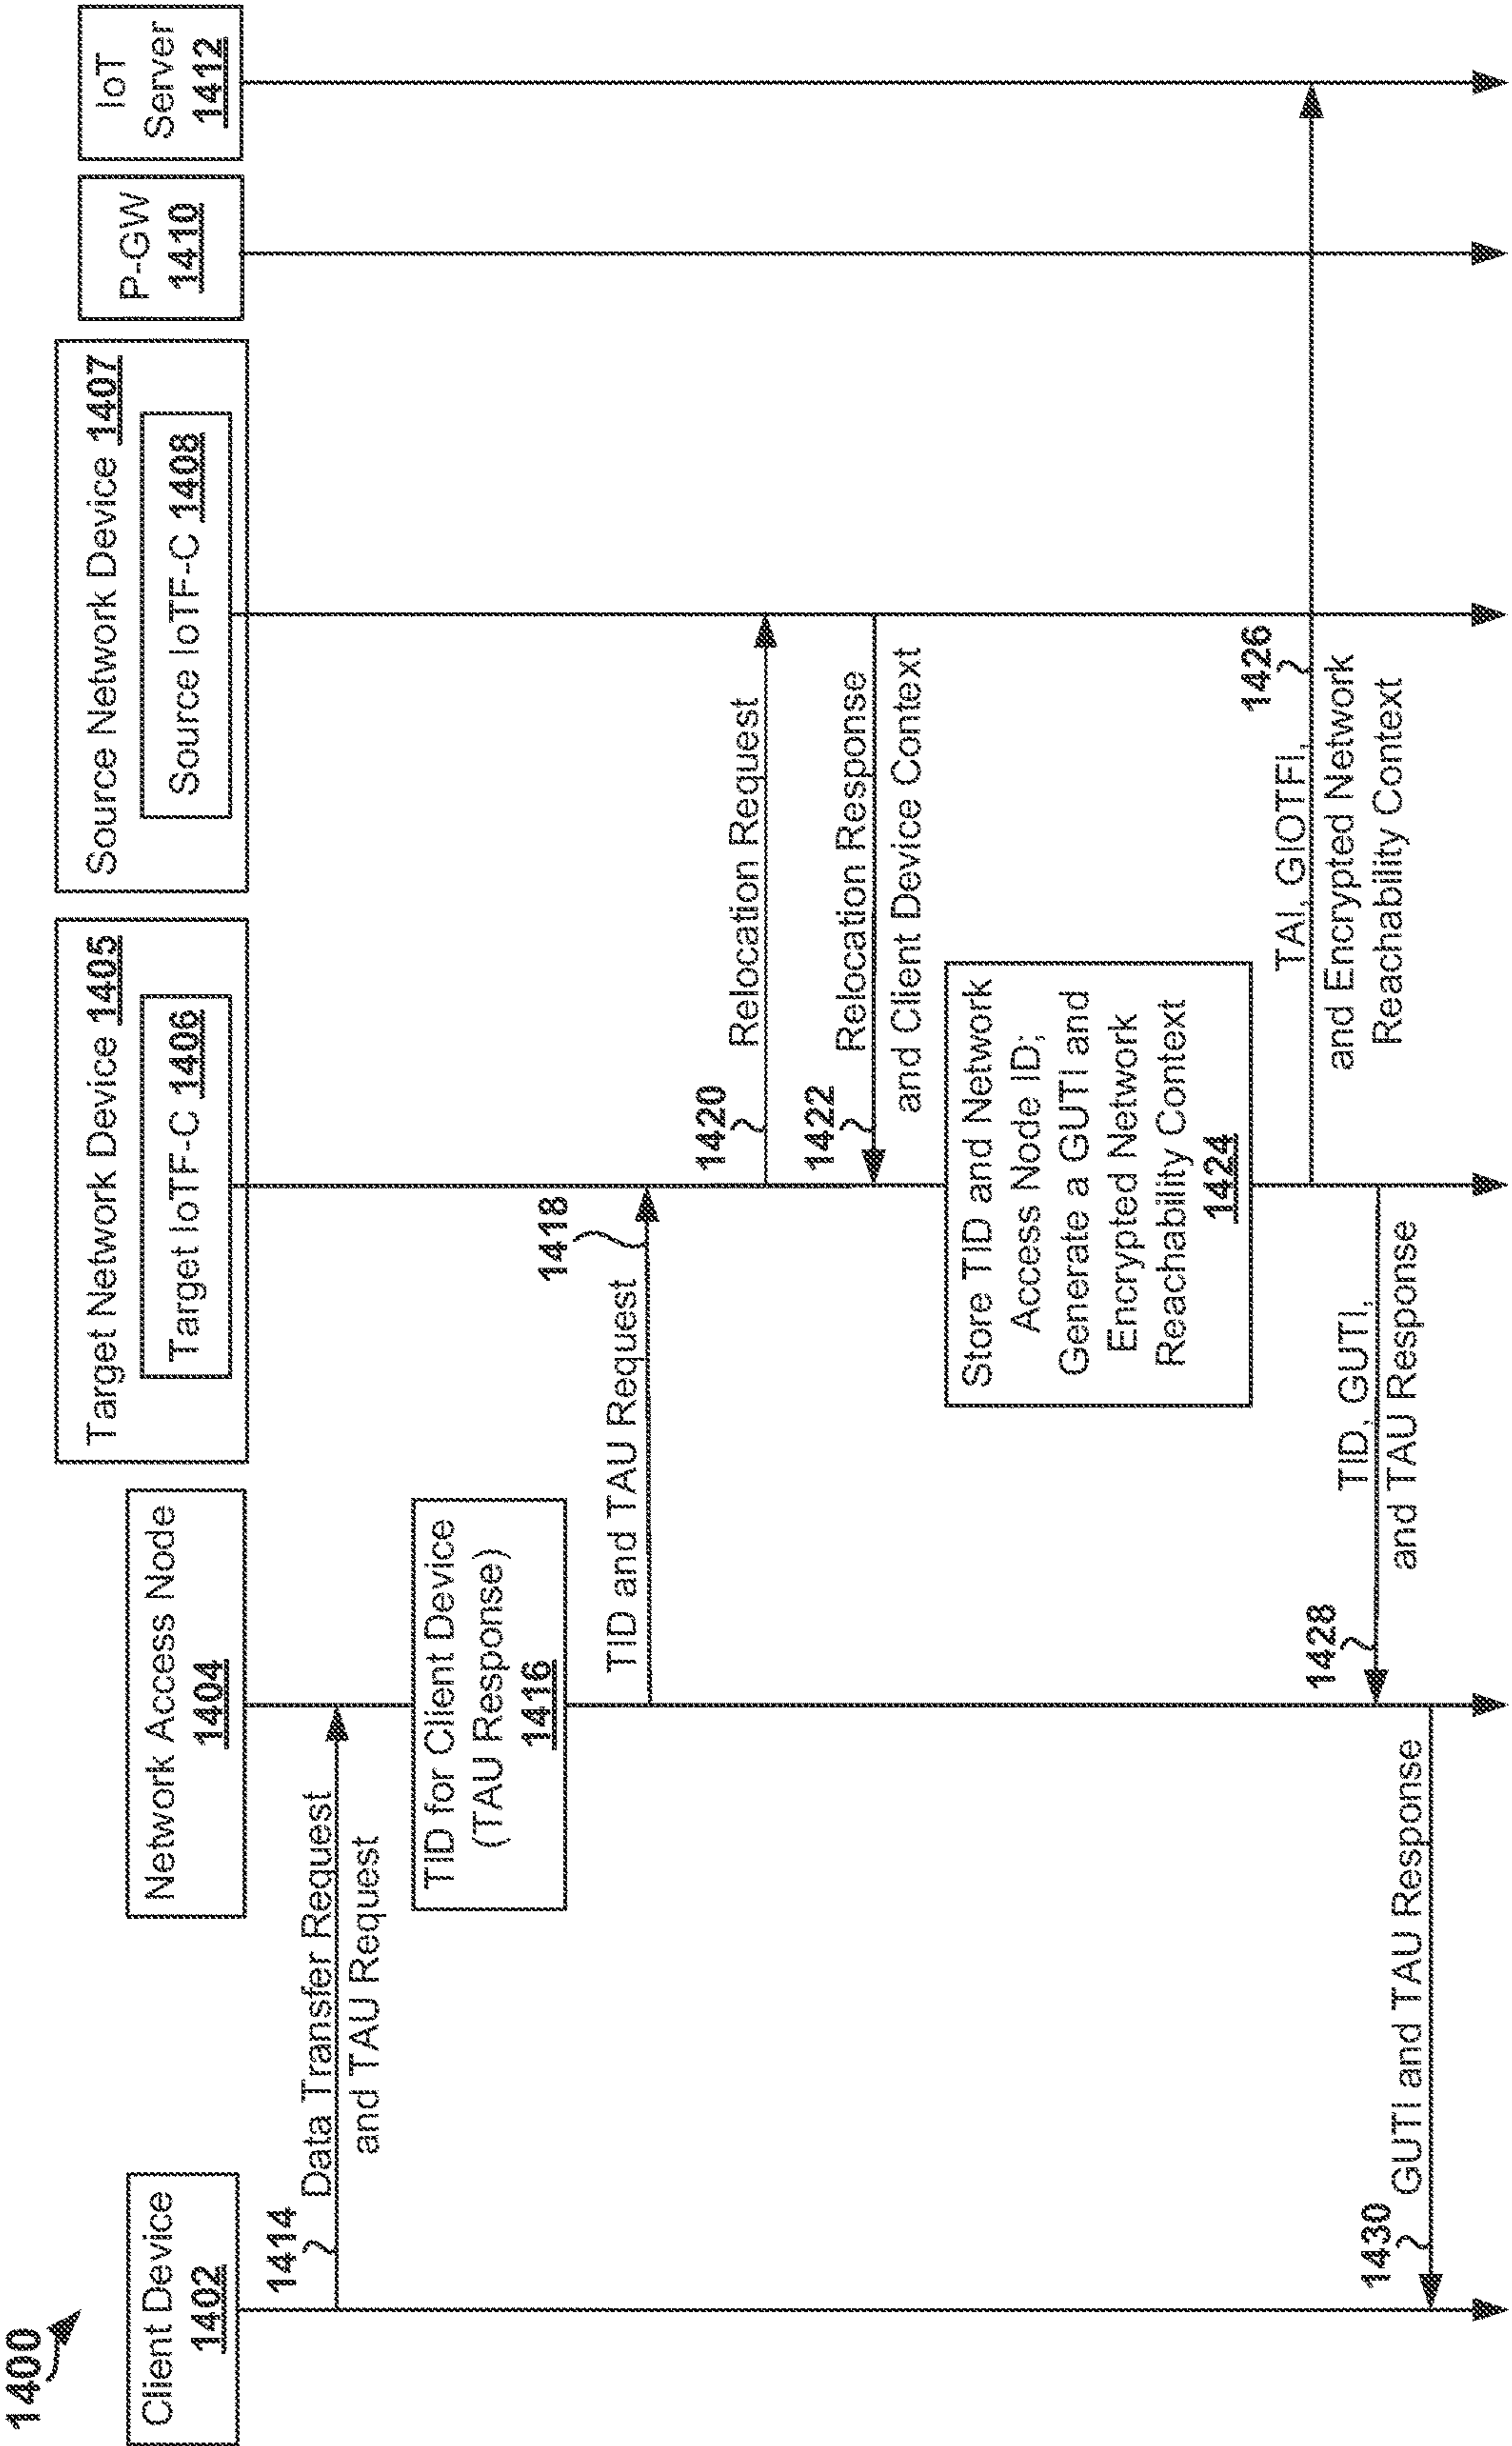 1400
Client Device
1402
Network Access Node
1404
Target Network Device 1405
Target IoTF-C 1406
Source Network Device 1407
Source IoTF-C 1408
P-GW
1410
IoT
Server
1412
1414
Data Transfer Request
and TAU Request
TID for Client Device
(TAU Response)
1416
1418
TID and TAU Request
1420
Relocation Request
1422
Relocation Response
and Client Device Context
Store TID and Network
Access Node ID;
Generate a GUTI and
Encrypted Network
Reachability Context
1424
1426
TAI, GIOTFI,
and Encrypted Network
Reachability Context
1428
TID, GUTI,
and TAU Response
1430
GUTI and TAU Response